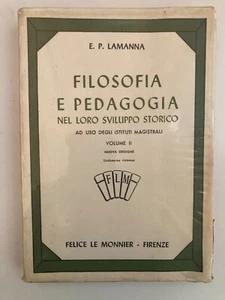 E. P. LAMANNA
FILOSOFIA
E PEDAGOGIA
NEL LORO SVILUPPO STORICO
AD USO DEGLI ISTITUTI MAGISTRALI
VOLUME II
NUOVA EDIZIONE
ristampa
F L M
FELICE LE MONNIER - FIRENZE